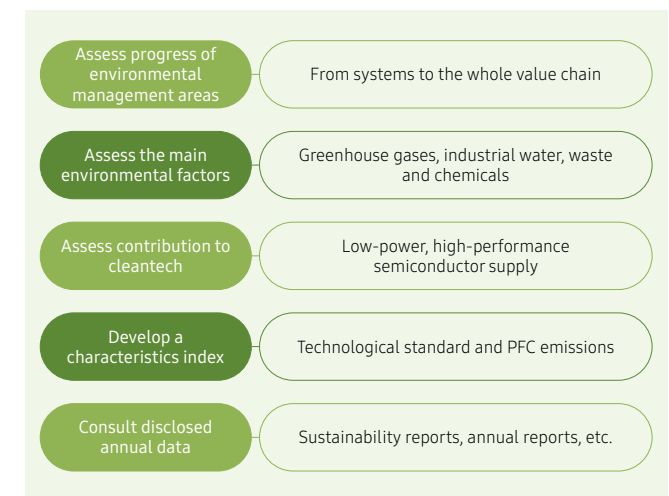 Assess progress of
environmental
management areas
From systems to the whole value chain
Assess the main
environmental factors
Greenhouse gases, industrial water, waste
and chemicals
Assess contribution to
cleantech
Low-power, high-performance
semiconductor supply
Develop a
characteristics index
Technological standard and PFC emissions
Consult disclosed
annual data
Sustainability reports, annual reports, etc.